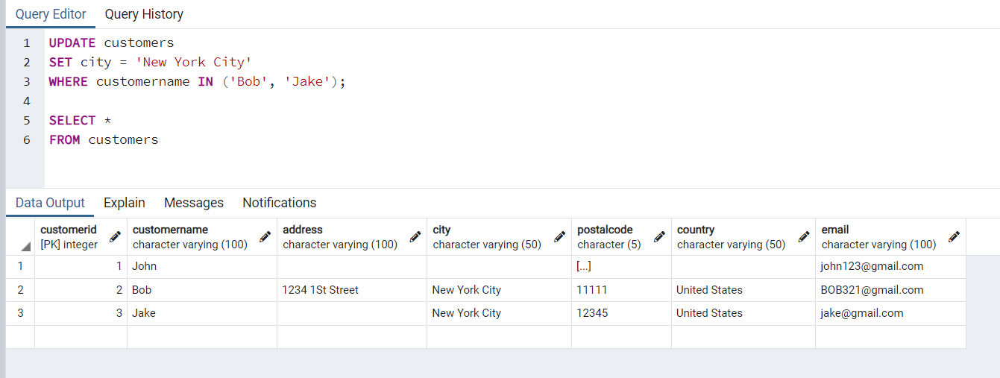 Query Editor Query History
1 UPDATE customers
2 SET city = 'New York City'
3 WHERE customername IN ('Bob', 'Jake');
4
5 SELECT *
6 FROM customers
Data Output Explain Messages Notifications
customerid customername address city postalcode country email
[PK] integer character varying (100) character varying (100) character varying (50) character (5) character varying (50) character varying (100)
1 1 John [...] john123@gmail.com
2 2 Bob 1234 1St Street New York City 11111 United States BOB321@gmail.com
3 3 Jake New York City 12345 United States jake@gmail.com